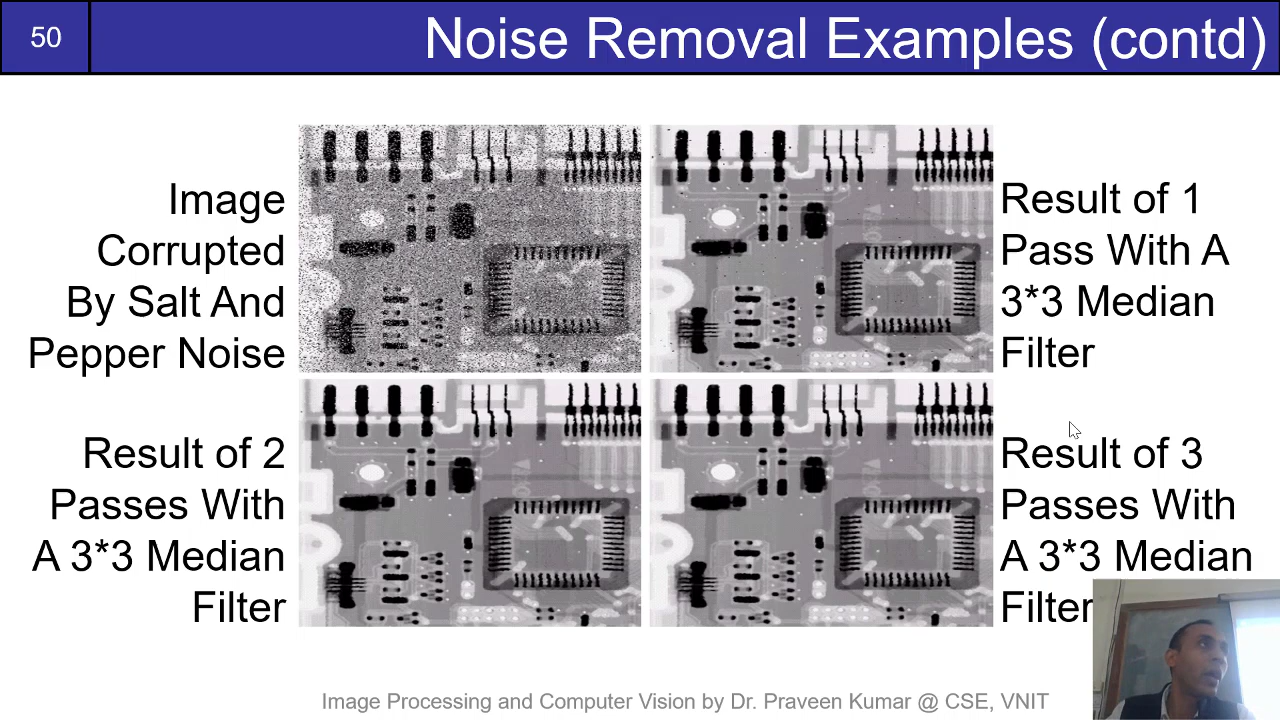 50
Noise Removal Examples (contd)
Image
Corrupted
By Salt And
Pepper Noise
Result of 1
Pass With A
3*3 Median
Filter
Result of 2
Passes With
A 3*3 Median
Filter
Result of 3
Passes With
A 3*3 Median
Filter
Image Processing and Computer Vision by Dr. Praveen Kumar @ CSE, VNIT